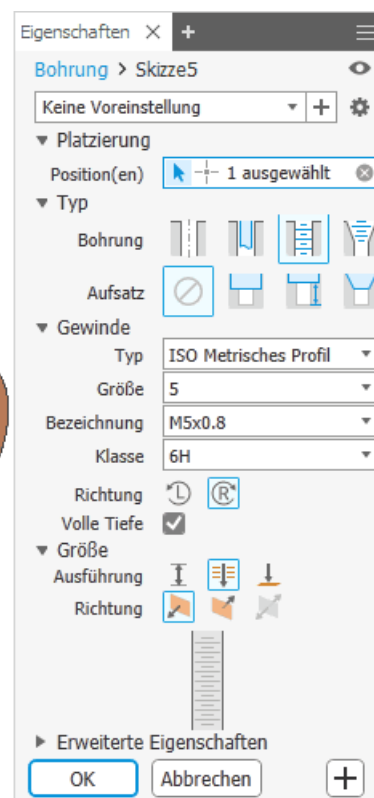 Eigenschaften × +
Bohrung > Skizze5
Keine Voreinstellung
Platzierung
Position(en) 1 ausgewählt
Typ
Bohrung
Aufsatz
Gewinde
Typ ISO Metrisches Profil
Größe 5
Bezeichnung M5x0.8
Klasse 6H
Richtung L R
Volle Tiefe
Größe
Ausführung
Richtung
Erweiterte Eigenschaften
OK Abbrechen +